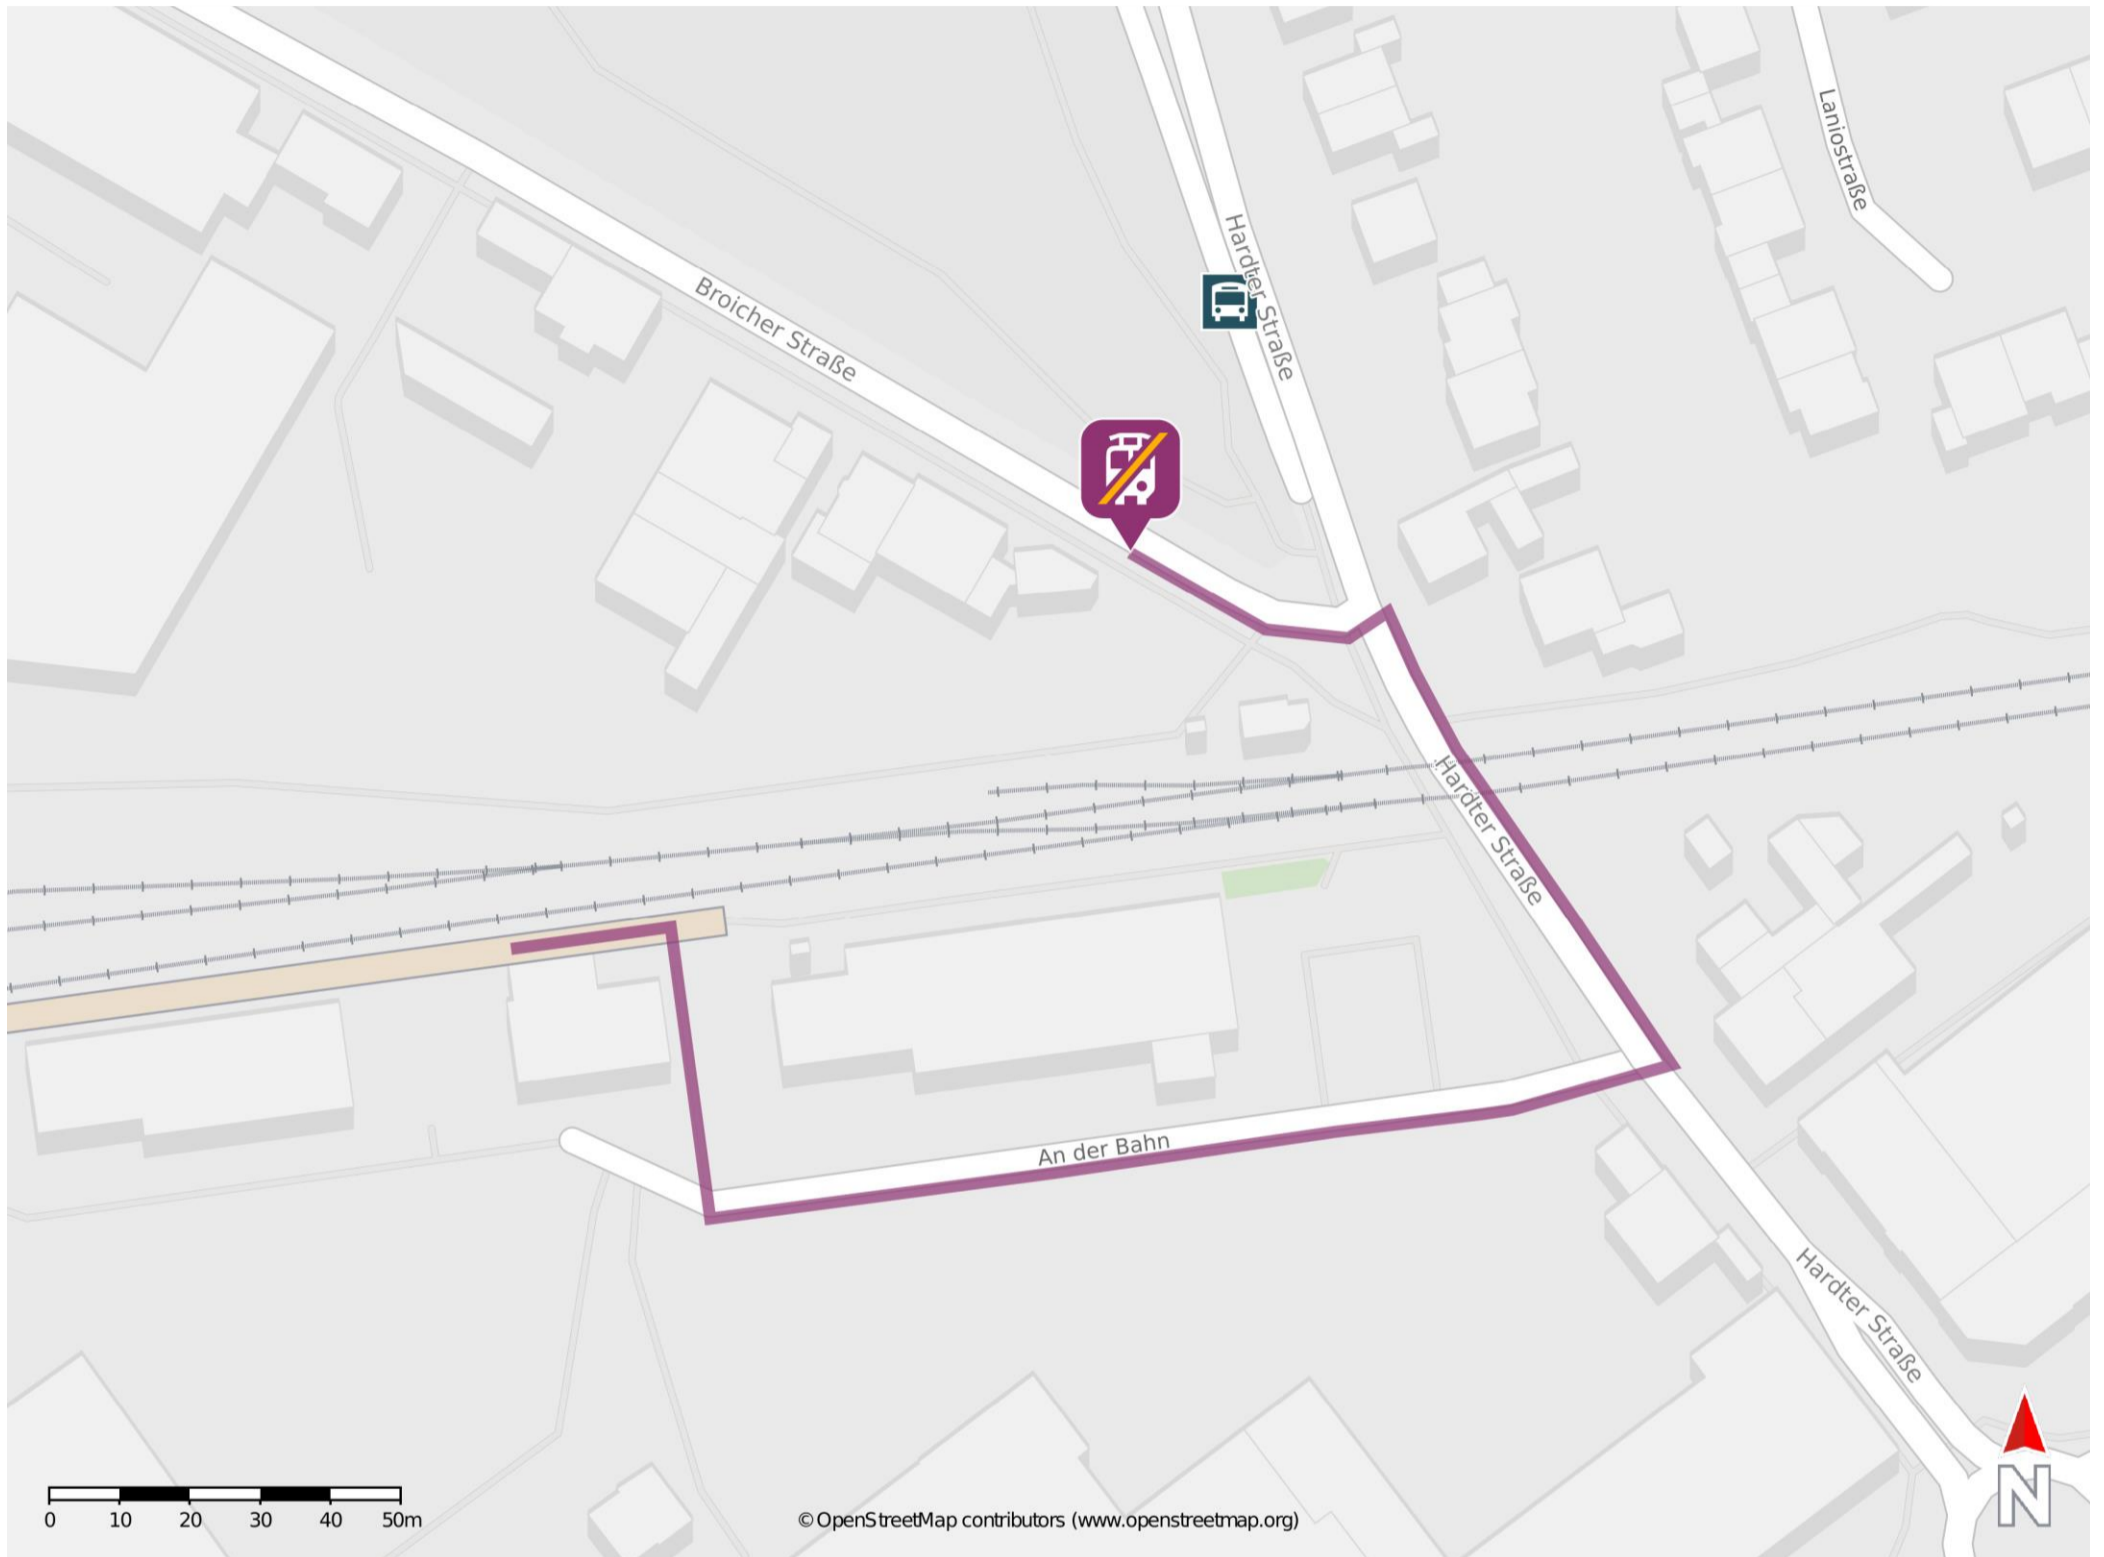 Laniostraße
Hardter Straße
Broicher Straße
Hardter Straße
An der Bahn
Hardter Straße
N
0 10 20 30 40 50m
© OpenStreetMap contributors (www.openstreetmap.org)